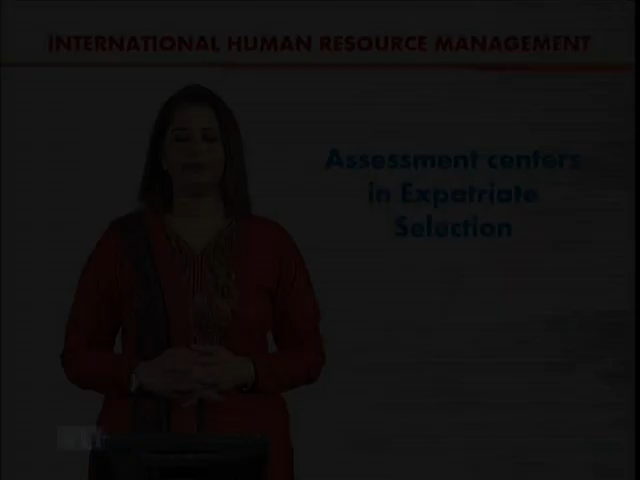 INTERNATIONAL HUMAN RESOURCE MANAGEMENT
Assessment centers
in Expatriate
Selection